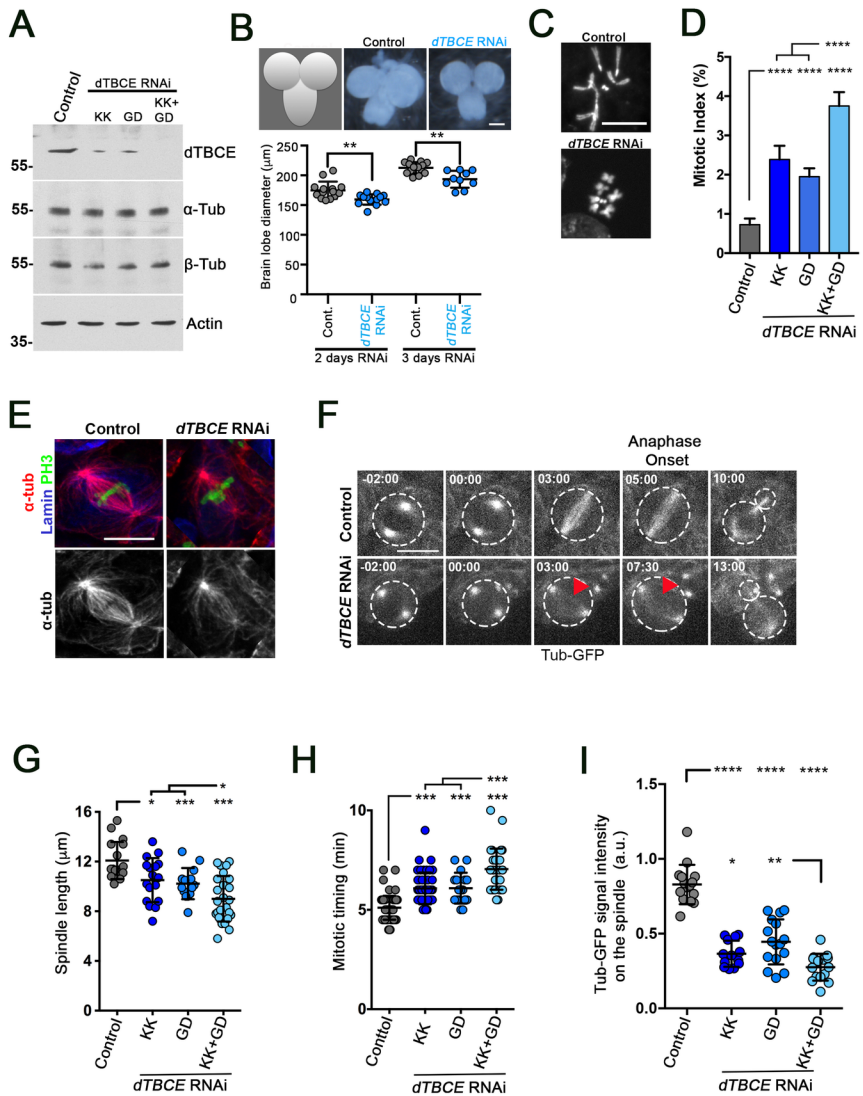 A
Control
dTBCE RNAi
KK
GD
KK+
GD
55-
dTBCE
55-
α-Tub
55-
β-Tub
35-
Actin
B
Control
dTBCE RNAi
Brain lobe diameter (μm)
250
200
150
100
50
0
**
**
Cont.
dTBCE
RNAi
Cont.
dTBCE
RNAi
2 days RNAi
3 days RNAi
C
Control
dTBCE RNAi
D
Mitotic Index (%)
5
4
3
2
1
0
****
**** **** ****
Control
KK
GD
KK+GD
dTBCE RNAi
E
Control
dTBCE RNAi
α-tub
Lamin PH3
α-tub
F
Anaphase
Onset
Control
-02:00
00:00
03:00
05:00
10:00
dTBCE RNAi
-02:00
00:00
03:00
07:30
13:00
Tub-GFP
G
Spindle length (μm)
16
12
8
4
0
*
* *** ***
Control
KK
GD
KK+GD
dTBCE RNAi
H
Mitotic timing (min)
10
5
0
***
*** *** ***
Conttol
KK
GD
KK+GD
dTBCE RNAi
I
Tub-GFP signal intensity
on the spindle (a.u.)
1.5
1.0
0.5
0.0
**** **** ****
* **
Control
KK
GD
KK+GD
dTBCE RNAi